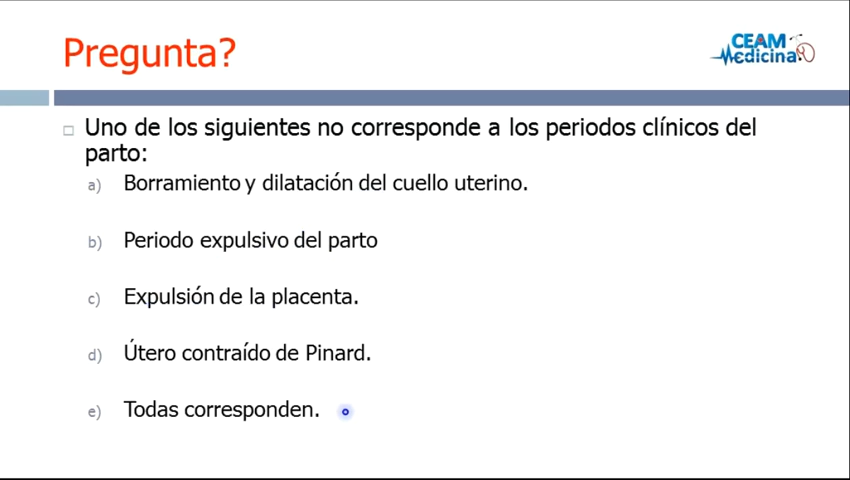 Pregunta?
CEAM
Medicina
Uno de los siguientes no corresponde a los periodos clínicos del
parto:
a) Borramiento y dilatación del cuello uterino.
b) Periodo expulsivo del parto
c) Expulsión de la placenta.
d) Útero contraído de Pinard.
e) Todas corresponden.